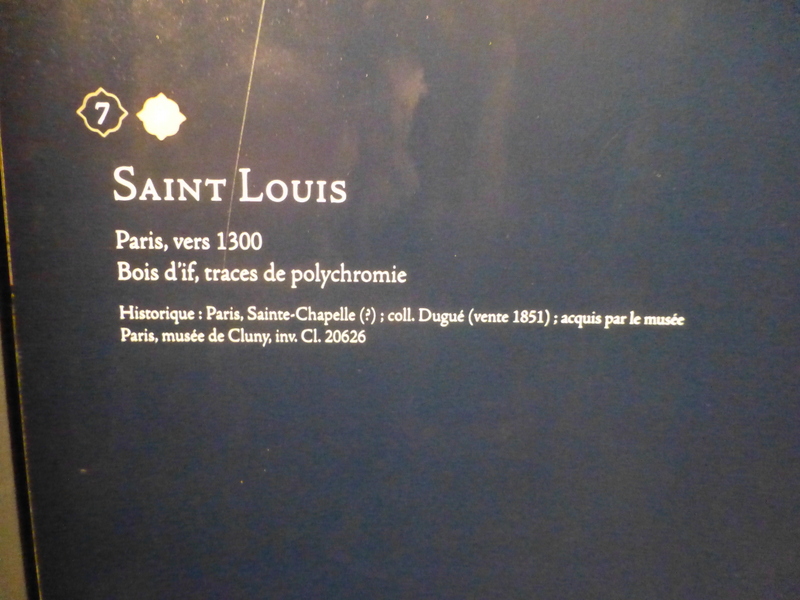 7
SAINT LOUIS
Paris, vers 1300
Bois d'if, traces de polychromie
Historique : Paris, Sainte-Chapelle (?) ; coll. Dugué (vente 1851) ; acquis par le musée
Paris, musée de Cluny, inv. Cl. 20626